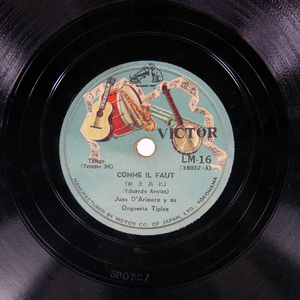 VICTOR
Tango
(Tempo 36)
LM-16
(38032-A)
COMME IL FAUT
(Eduardo Arolas)
Juan D'Arienzo y su
Orquesta Tipica
MANUFACTURED BY VICTOR CO. OF JAPAN, LTD., YOKOHAMA